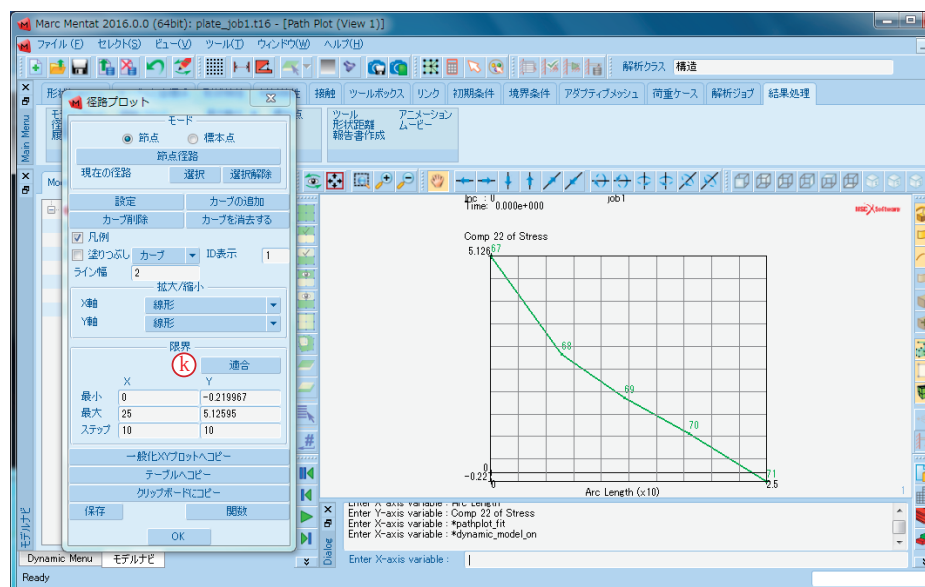 Marc Mentat 2016.0.0 (64bit): plate_job1.t16 - [Path Plot (View 1)]
ファイル(F) セレクト(S) ビュー(V) ツール(T) ウィンドウ(W) ヘルプ(H)
解析クラス 構造
接触 ツールボックス リンク 初期条件 境界条件 アダプティブメッシュ 荷重ケース 解析ジョブ 結果処理
Main Menu
ツール アニメーション
形状距離 ムービー
報告書作成
径路プロット
モード
節点 標本点
節点径路
現在の径路 選択 選択解除
設定 カーブの追加
カーブ削除 カーブを消去する
凡例
塗りつぶし カーブ ID表示 1
ライン幅 2
拡大/縮小
X軸 線形
Y軸 線形
限界
k 適合
X Y
最小 0 -0.219967
最大 25 5.12595
ステップ 10 10
一般化XYプロットへコピー
テーブルへコピー
クリップボードにコピー
保存 関数
OK
モデルナビ
Dynamic Menu モデルナビ
Ready
Inc : 0 job1
Time: 0.000e+000
MSC Software
Comp 22 of Stress
5.126
67
68
69
70
71
0
-0.22
0 2.5
Arc Length (x10)
1
Dialog
Enter X-axis variable : Arc Length
Enter Y-axis variable : Comp 22 of Stress
Enter X-axis variable : *pathplot_fit
Enter X-axis variable : *dynamic_model_on
Enter X-axis variable :